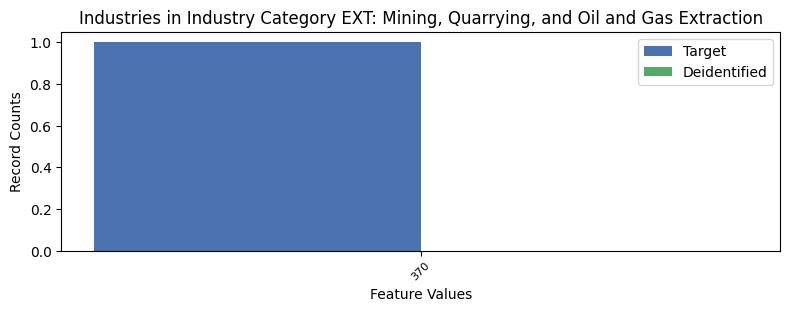 Industries in Industry Category EXT: Mining, Quarrying, and Oil and Gas Extraction
Target
Deidentified
Record Counts
1.0
0.8
0.6
0.4
0.2
0.0
370
Feature Values